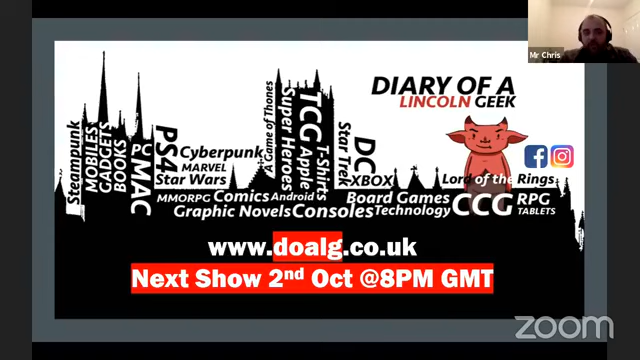 Mr Chris
DIARY OF A
LINCOLN GEEK
Steampunk
MOBILES
GADGETS
BOOKS
PC
MAC
PS4
Cyberpunk
MARVEL
Star Wars
A Game of Thones
Super Heroes
TCG
Apple
T-Shirts
Star Trek
DC
XBOX
Lord of the Rings
MMORPG
Comics
Android
Board Games
CCG
RPG
TABLETS
Graphic Novels
Consoles
Technology
www.doalg.co.uk
Next Show 2nd Oct @8PM GMT
zoom